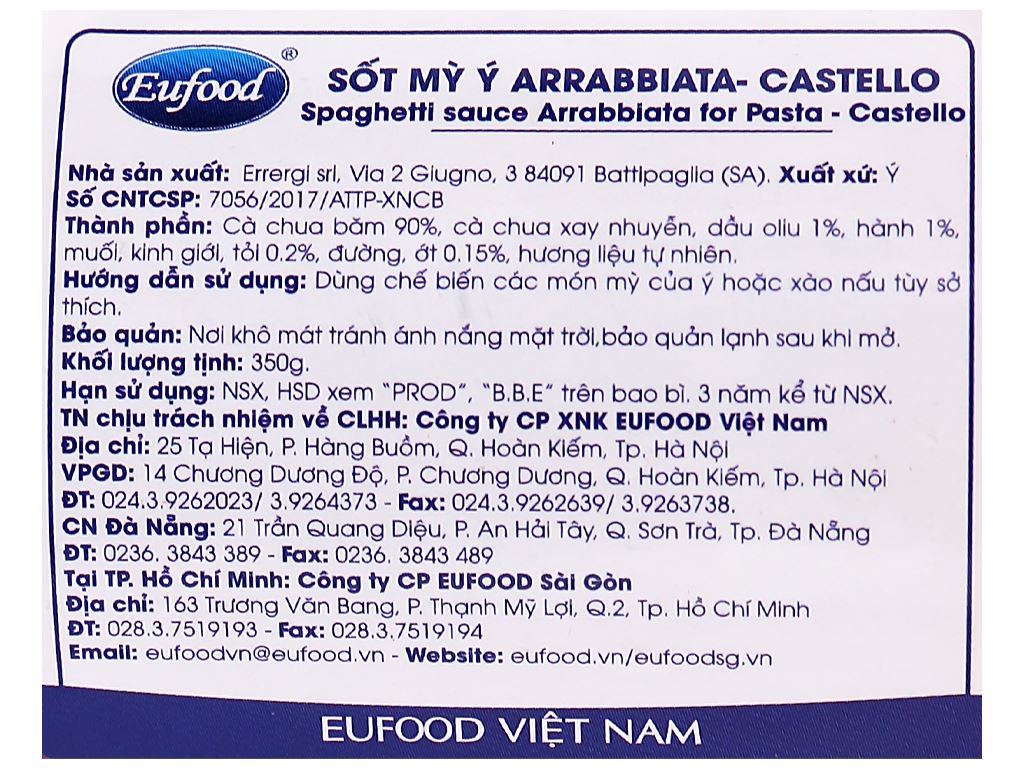 Eufood®
SỐT MỲ Ý ARRABBIATA- CASTELLO
Spaghetti sauce Arrabbiata for Pasta - Castello
Nhà sản xuất: Errergi srl, Via 2 Giugno, 3 84091 Battipaglia (SA). Xuất xứ: Ý
Số CNTCSP: 7056/2017/ATTP-XNCB
Thành phần: Cà chua băm 90%, cà chua xay nhuyễn, dầu oliu 1%, hành 1%,
muối, kinh giới, tỏi 0.2%, đường, ớt 0.15%, hương liệu tự nhiên.
Hướng dẫn sử dụng: Dùng chế biến các món mỳ của ý hoặc xào nấu tùy sở
thích.
Bảo quản: Nơi khô mát tránh ánh nắng mặt trời,bảo quản lạnh sau khi mở.
Khối lượng tịnh: 350g.
Hạn sử dụng: NSX, HSD xem "PROD", "B.B.E" trên bao bì. 3 năm kể từ NSX.
TN chịu trách nhiệm về CLHH: Công ty CP XNK EUFOOD Việt Nam
Địa chỉ: 25 Tạ Hiện, P. Hàng Buồm, Q. Hoàn Kiếm, Tp. Hà Nội
VPGD: 14 Chương Dương Độ, P. Chương Dương, Q. Hoàn Kiếm, Tp. Hà Nội
ĐT: 024.3.9262023/ 3.9264373 - Fax: 024.3.9262639/ 3.9263738.
CN Đà Nẵng: 21 Trần Quang Diệu, P. An Hải Tây, Q. Sơn Trà, Tp. Đà Nẵng
ĐT: 0236. 3843 389 - Fax: 0236. 3843 489
Tại TP. Hồ Chí Minh: Công ty CP EUFOOD Sài Gòn
Địa chỉ: 163 Trương Văn Bang, P. Thạnh Mỹ Lợi, Q.2, Tp. Hồ Chí Minh
ĐT: 028.3.7519193 - Fax: 028.3.7519194
Email: eufoodvn@eufood.vn - Website: eufood.vn/eufoodsg.vn
EUFOOD VIỆT NAM